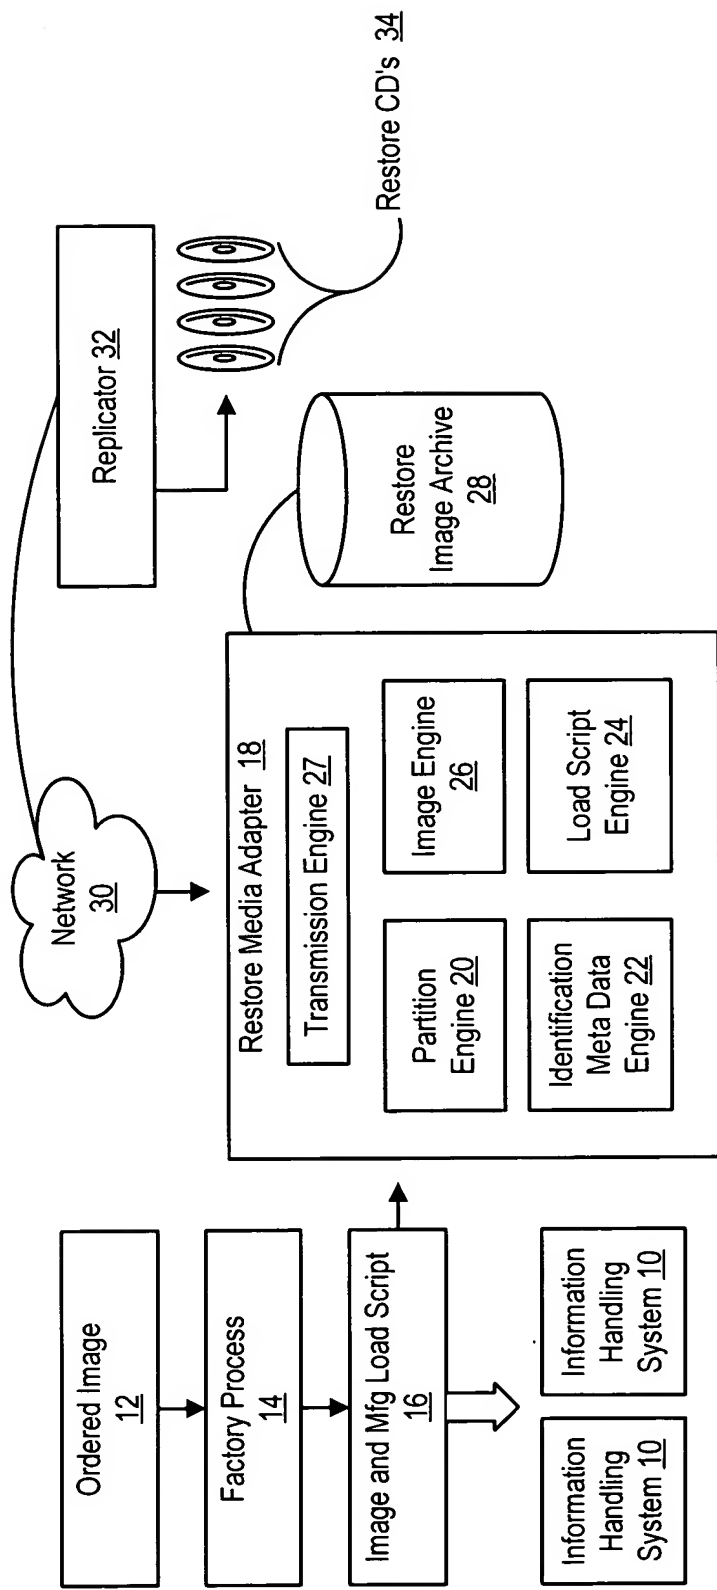 Ordered Image
12
Factory Process
14
Image and Mfg Load Script
16
Information
Handling
System 10
Information
Handling
System 10
Network
30
Restore Media Adapter 18
Transmission Engine 27
Partition
Engine 20
Image Engine
26
Identification
Meta Data
Engine 22
Load Script
Engine 24
Replicator 32
Restore CD's 34
Restore
Image Archive
28